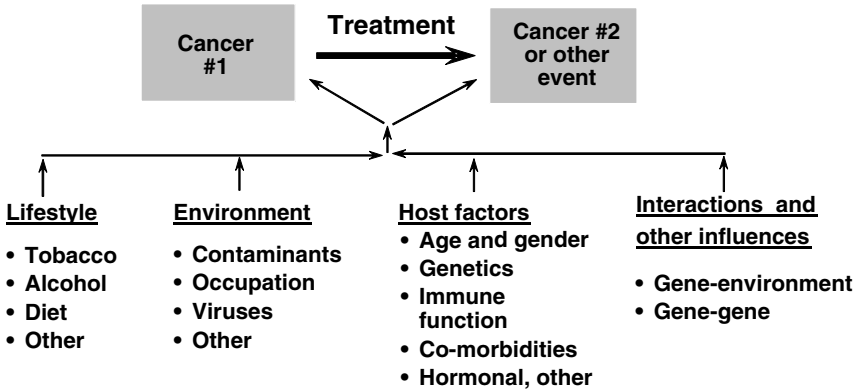 Treatment
Cancer
#1
Cancer #2
or other
event
Lifestyle
• Tobacco
• Alcohol
• Diet
• Other
Environment
• Contaminants
• Occupation
• Viruses
• Other
Host factors
• Age and gender
• Genetics
• Immune
function
• Co-morbidities
• Hormonal, other
Interactions and
other influences
• Gene-environment
• Gene-gene